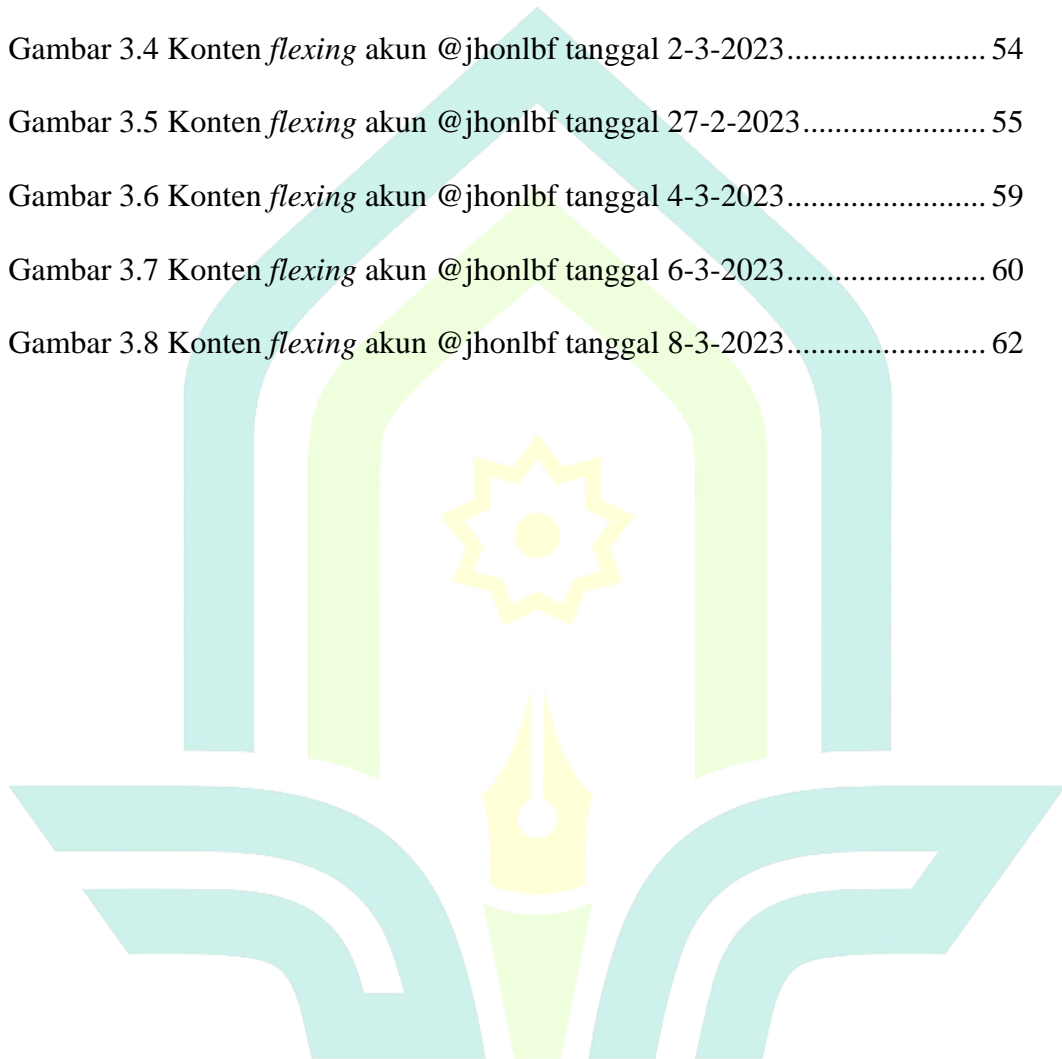 Gambar 3.4 Konten flexing akun @jhonlbf tanggal 2-3-2023........................ 54
Gambar 3.5 Konten flexing akun @jhonlbf tanggal 27-2-2023...................... 55
Gambar 3.6 Konten flexing akun @jhonlbf tanggal 4-3-2023........................ 59
Gambar 3.7 Konten flexing akun @jhonlbf tanggal 6-3-2023........................ 60
Gambar 3.8 Konten flexing akun @jhonlbf tanggal 8-3-2023........................ 62